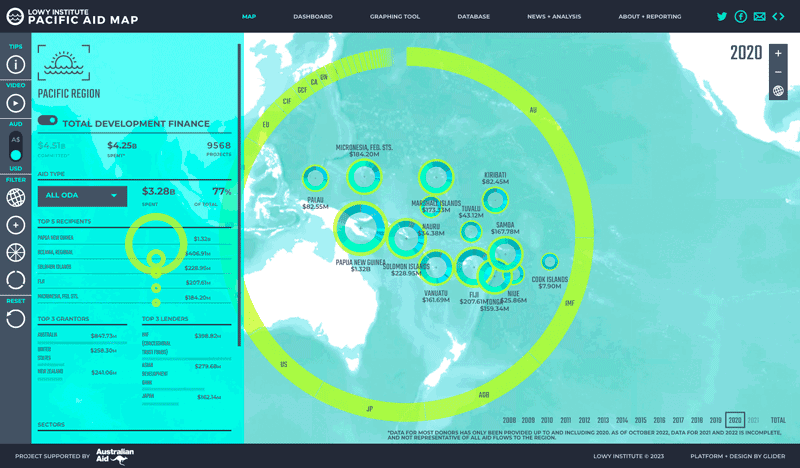 LOWY INSTITUTE
PACIFIC AID MAP
MAP
DASHBOARD
GRAPHING TOOL
DATABASE
NEWS + ANALYSIS
ABOUT + REPORTING
TIPS
VIDEO
AUD
A$
USD
FILTER
RESET
PACIFIC REGION
TOTAL DEVELOPMENT FINANCE
$4.51B
COMMITTED*
$4.25B
SPENT*
9568
PROJECTS
AID TYPE
ALL ODA
$3.28B
SPENT
77%
OF TOTAL
TOP 5 RECIPIENTS
PAPUA NEW GUINEA
$1.32B
OCEANIA, REGIONAL
$406.91M
SOLOMON ISLANDS
$228.95M
FIJI
$207.61M
MICRONESIA, FED. STS.
$184.20M
TOP 3 GRANTORS
AUSTRALIA
$847.73M
UNITED
STATES
$258.30M
NEW ZEALAND
$241.06M
TOP 3 LENDERS
IMF
(CONCESSIONAL
TRUST FUNDS)
$398.82M
ASIAN
DEVELOPMENT
BANK
$279.68M
JAPAN
$162.14M
SECTORS
2020
UN
CA
GCF
CIF
EU
AU
IMF
ADB
JP
US
MICRONESIA, FED. STS.
$184.20M
PALAU
$82.55M
MARSHALL ISLANDS
$173.33M
KIRIBATI
$82.45M
NAURU
$34.38M
TUVALU
$43.12M
SAMOA
$167.78M
PAPUA NEW GUINEA
$1.32B
SOLOMON ISLANDS
$228.95M
VANUATU
$161.69M
FIJI
$207.61M
TONGA
$159.34M
NIUE
$25.86M
COOK ISLANDS
$7.90M
2008 2009 2010 2011 2012 2013 2014 2015 2016 2017 2018 2019 2020 2021 TOTAL
*DATA FOR MOST DONORS HAS ONLY BEEN PROVIDED UP TO AND INCLUDING 2020. AS OF OCTOBER 2022, DATA FOR 2021 AND 2022 IS INCOMPLETE,
AND NOT REPRESENTATIVE OF ALL AID FLOWS TO THE REGION.
PROJECT SUPPORTED BY
Australian
Aid
LOWY INSTITUTE © 2023
PLATFORM + DESIGN BY GLIDER